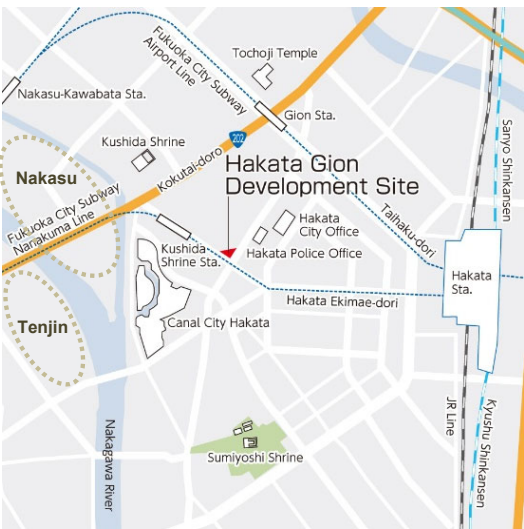 Fukuoka City Subway
Airport Line
Tochoji Temple
Nakasu-Kawabata Sta.
Gion Sta.
Sanyo Shinkansen
202
Kushida Shrine
Kokutai-doro
Hakata Gion
Development Site
Nakasu
Fukuoka City Subway
Nanakuma Line
Taihaku-dori
Hakata
City Office
Kushida
Shrine Sta.
Hakata Police Office
Hakata
Sta.
Hakata Ekimae-dori
Tenjin
Canal City Hakata
JR Line
Kyushu Shinkansen
Nakagawa River
Sumiyoshi Shrine